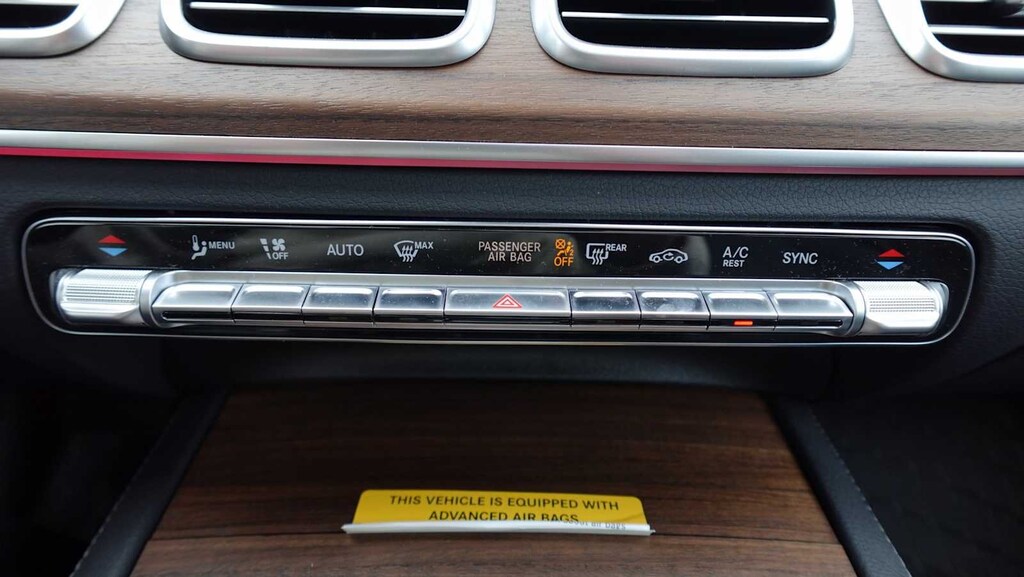 MENU
OFF
AUTO
MAX
PASSENGER
AIR BAG
OFF
REAR
A/C
REST
SYNC
THIS VEHICLE IS EQUIPPED WITH
ADVANCED AIR BAGS